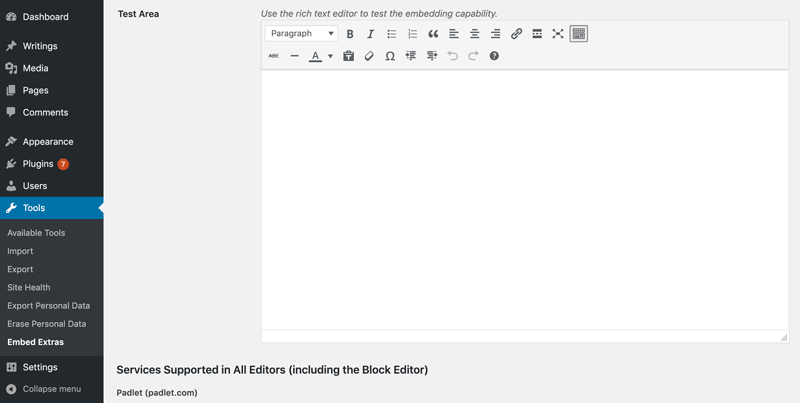 Dashboard
Writings
Media
Pages
Comments
Appearance
Plugins 7
Users
Tools
Available Tools
Import
Export
Site Health
Export Personal Data
Erase Personal Data
Embed Extras
Settings
Collapse menu
Test Area
Use the rich text editor to test the embedding capability.
Paragraph B I
ABC A Ω
Services Supported in All Editors (including the Block Editor)
Padlet (padlet.com)